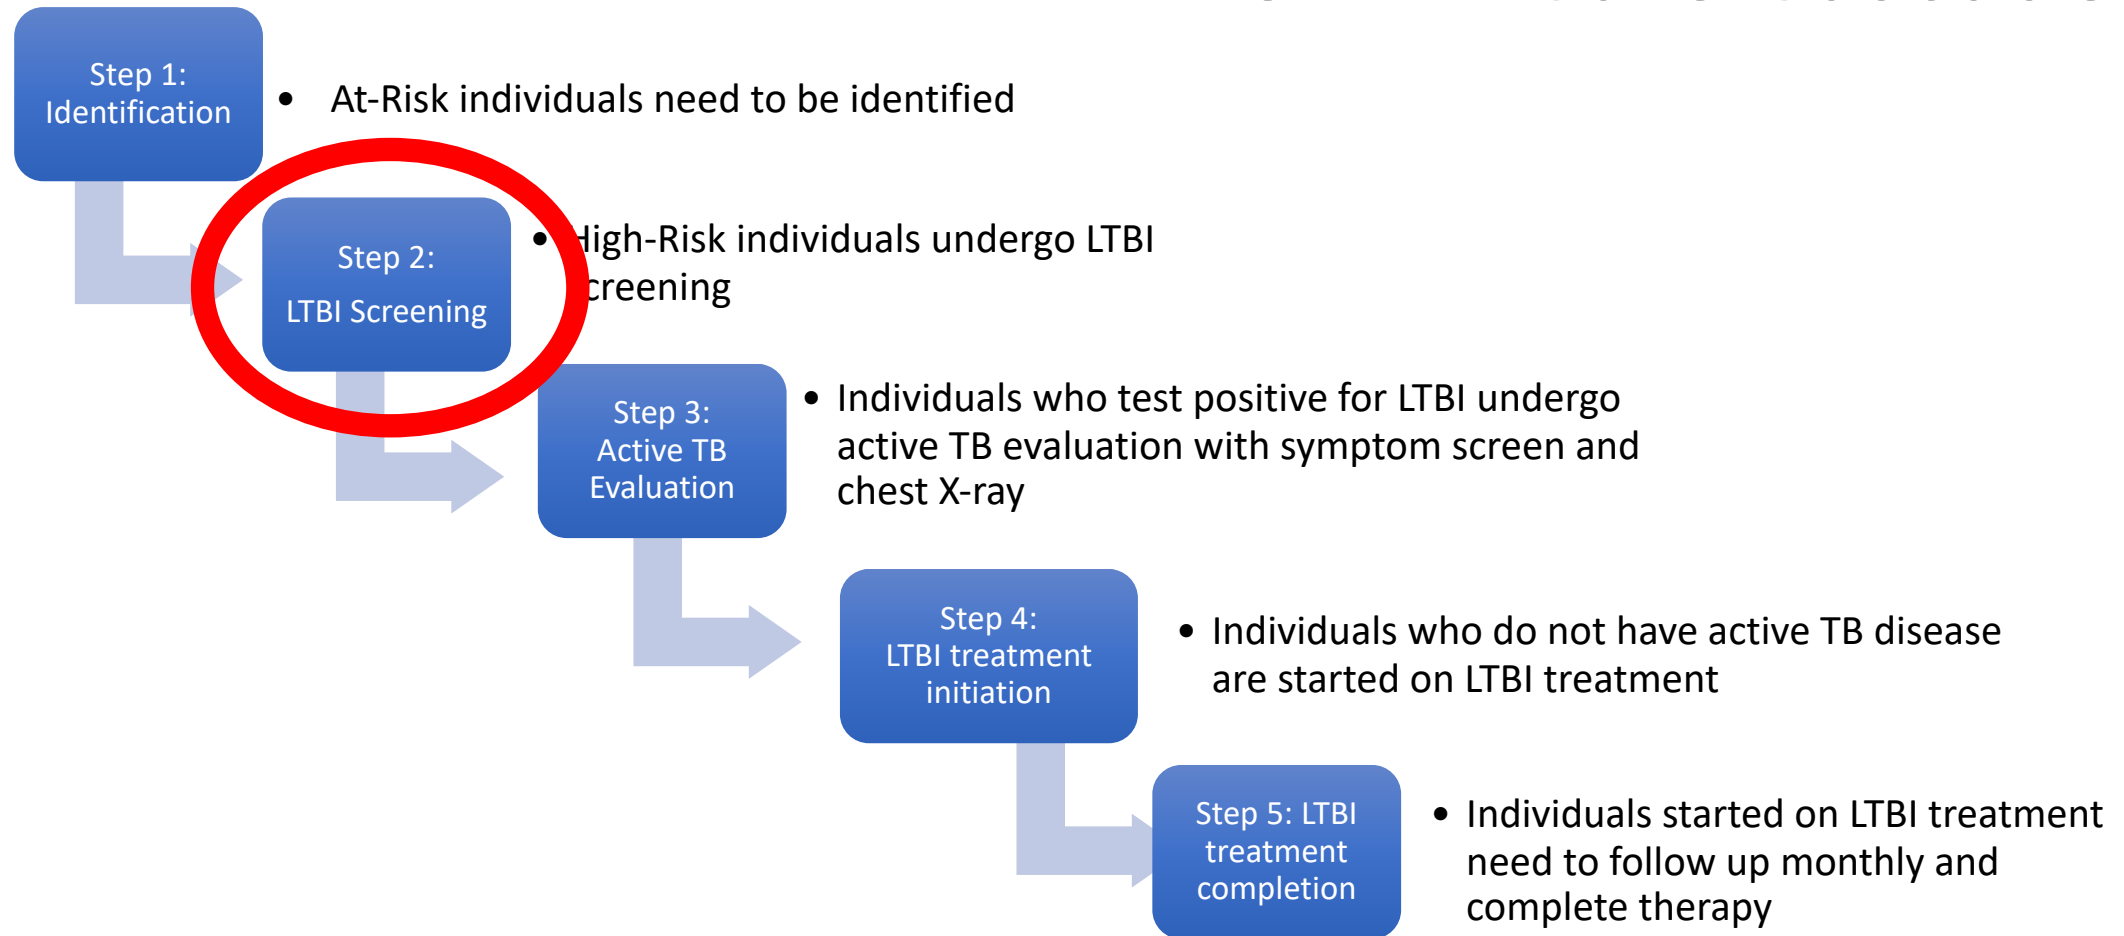 Step 1:
Identification
• At-Risk individuals need to be identified
Step 2:
LTBI Screening
• High-Risk individuals undergo LTBI
screening
Step 3:
Active TB
Evaluation
• Individuals who test positive for LTBI undergo
active TB evaluation with symptom screen and
chest X-ray
Step 4:
LTBI treatment
initiation
• Individuals who do not have active TB disease
are started on LTBI treatment
Step 5: LTBI
treatment
completion
• Individuals started on LTBI treatment
need to follow up monthly and
complete therapy